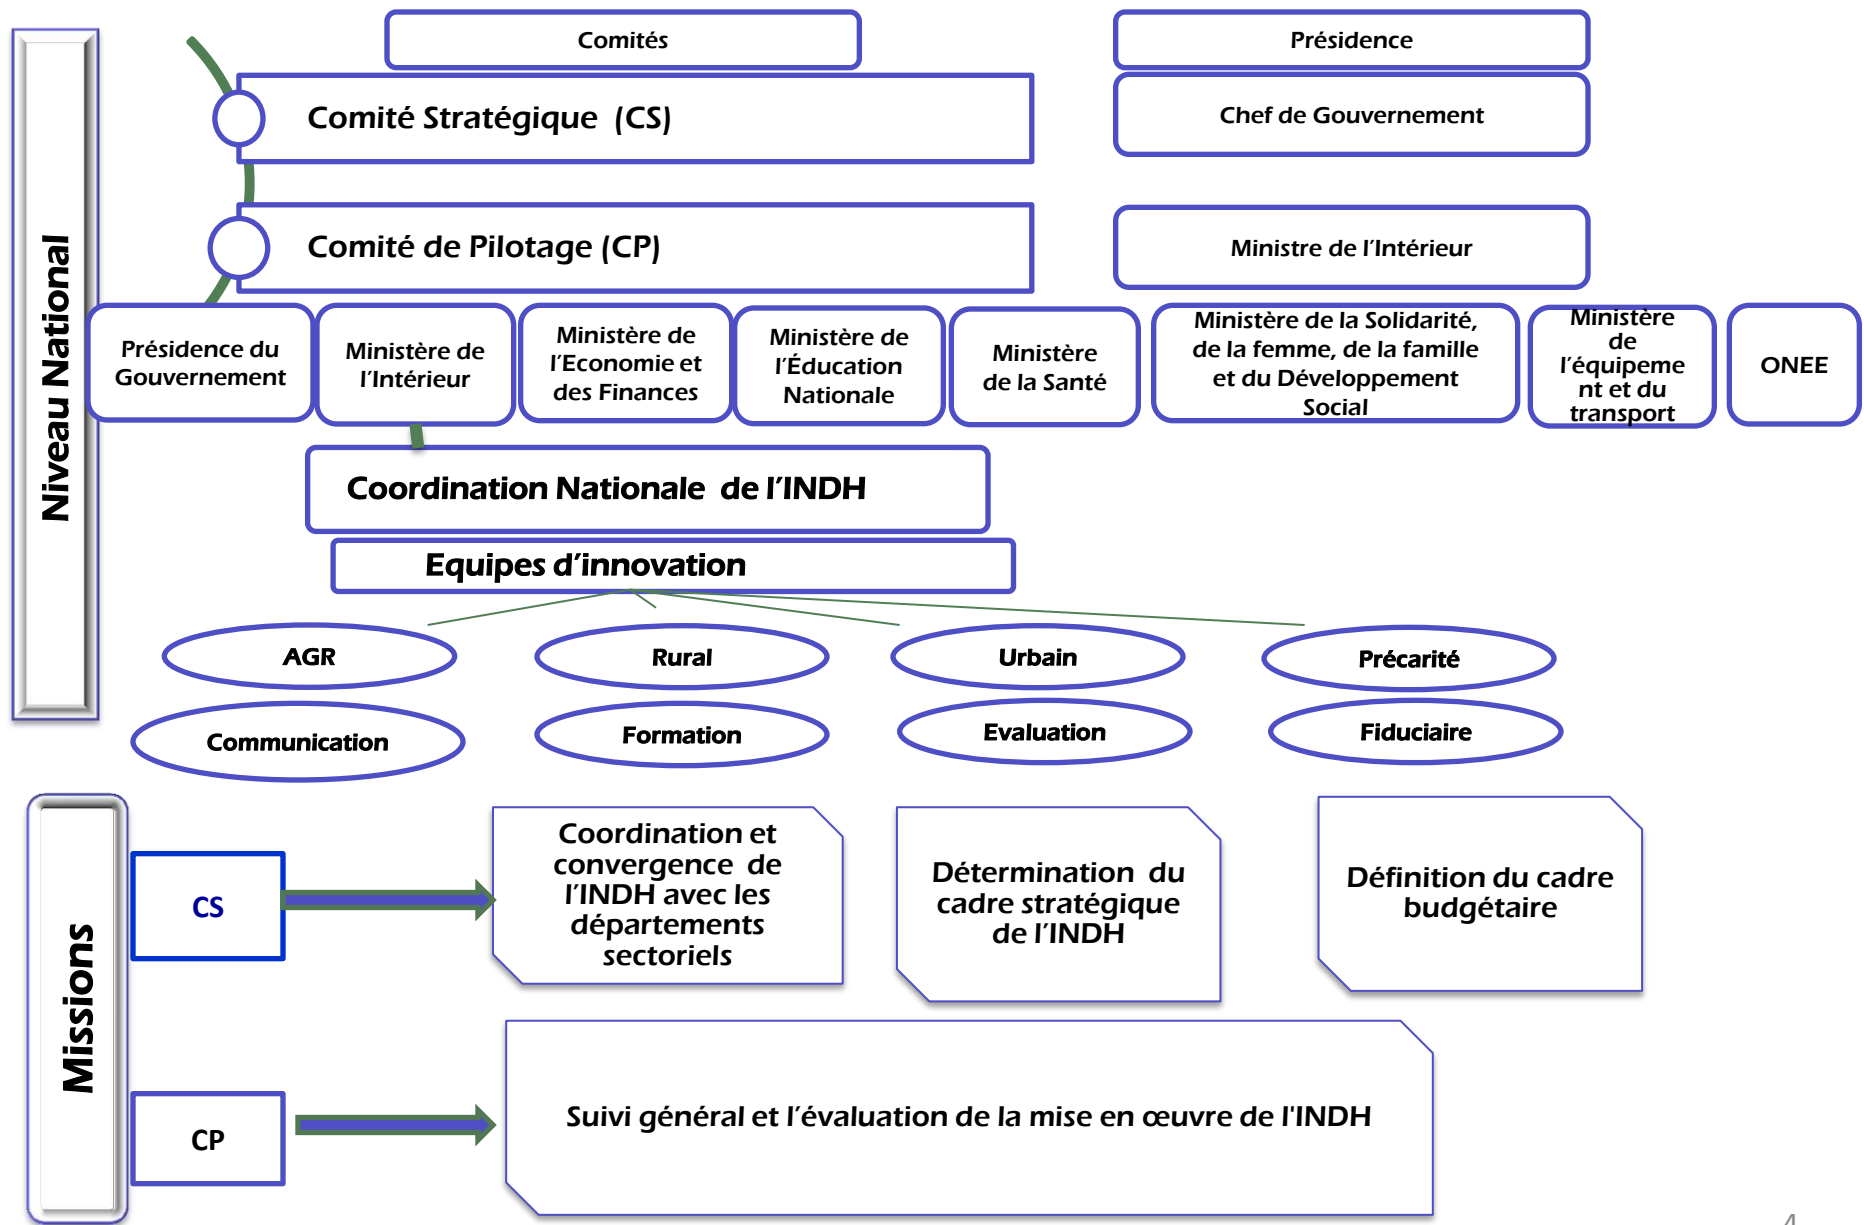 Comités
Présidence
Niveau National
Comité Stratégique (CS)
Chef de Gouvernement
Comité de Pilotage (CP)
Ministre de l'Intérieur
Présidence du
Gouvernement
Ministère de
l'Intérieur
Ministère de
l'Economie et
des Finances
Ministère de
l'Éducation
Nationale
Ministère
de la Santé
Ministère de la Solidarité,
de la femme, de la famille
et du Développement
Social
Ministère
de
l'équipeme
nt et du
transport
ONEE
Coordination Nationale de l'INDH
Equipes d'innovation
AGR
Rural
Urbain
Précarité
Communication
Formation
Evaluation
Fiduciaire
Missions
CS
Coordination et
convergence de
l'INDH avec les
départements
sectoriels
Détermination du
cadre stratégique
de l'INDH
Définition du cadre
budgétaire
CP
Suivi général et l'évaluation de la mise en œuvre de l'INDH
4